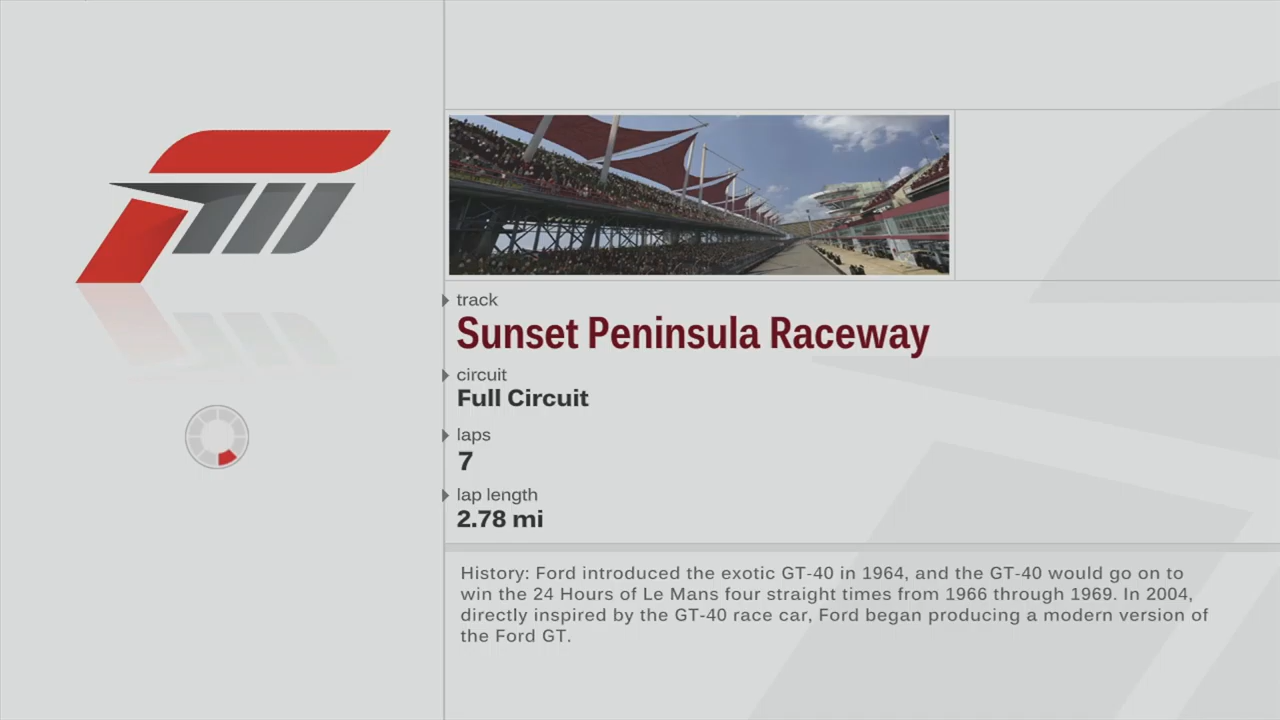 track
Sunset Peninsula Raceway
circuit
Full Circuit
laps
7
lap length
2.78 mi
History: Ford introduced the exotic GT-40 in 1964, and the GT-40 would go on to
win the 24 Hours of Le Mans four straight times from 1966 through 1969. In 2004,
directly inspired by the GT-40 race car, Ford began producing a modern version of
the Ford GT.